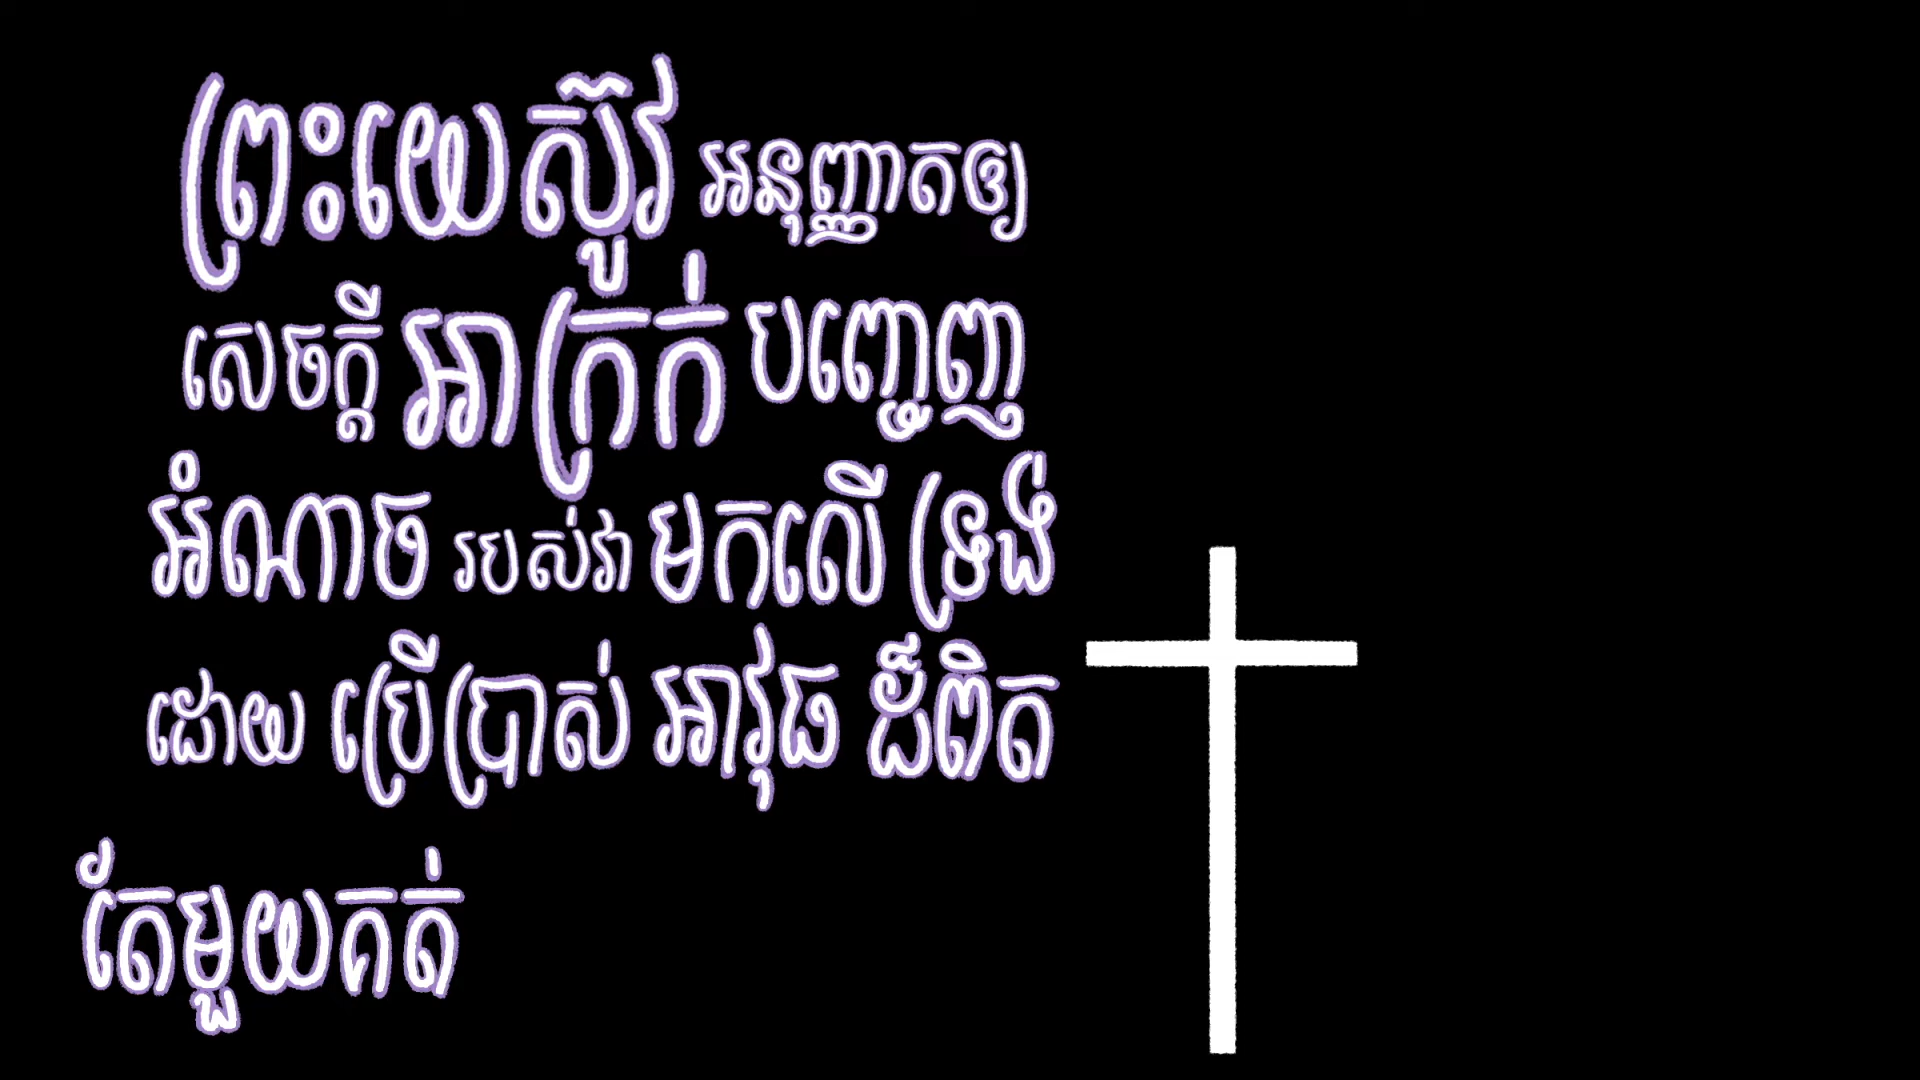 ព្រះយេស៊ូវ អនុញ្ញាតឲ្យ
សេចក្ដី អាក្រក់ បញ្ចេញ
អំណាច របស់វា មកលើ ទ្រង់
ដោយ ប្រើប្រាស់ អាវុធ ដ៏ពិត
តែមួយគត់